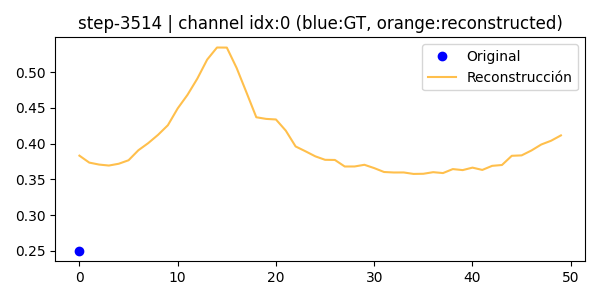 step-3514 | channel idx:0 (blue:GT, orange:reconstructed)
Original
Reconstrucción
0.50
0.45
0.40
0.35
0.30
0.25
0 10 20 30 40 50